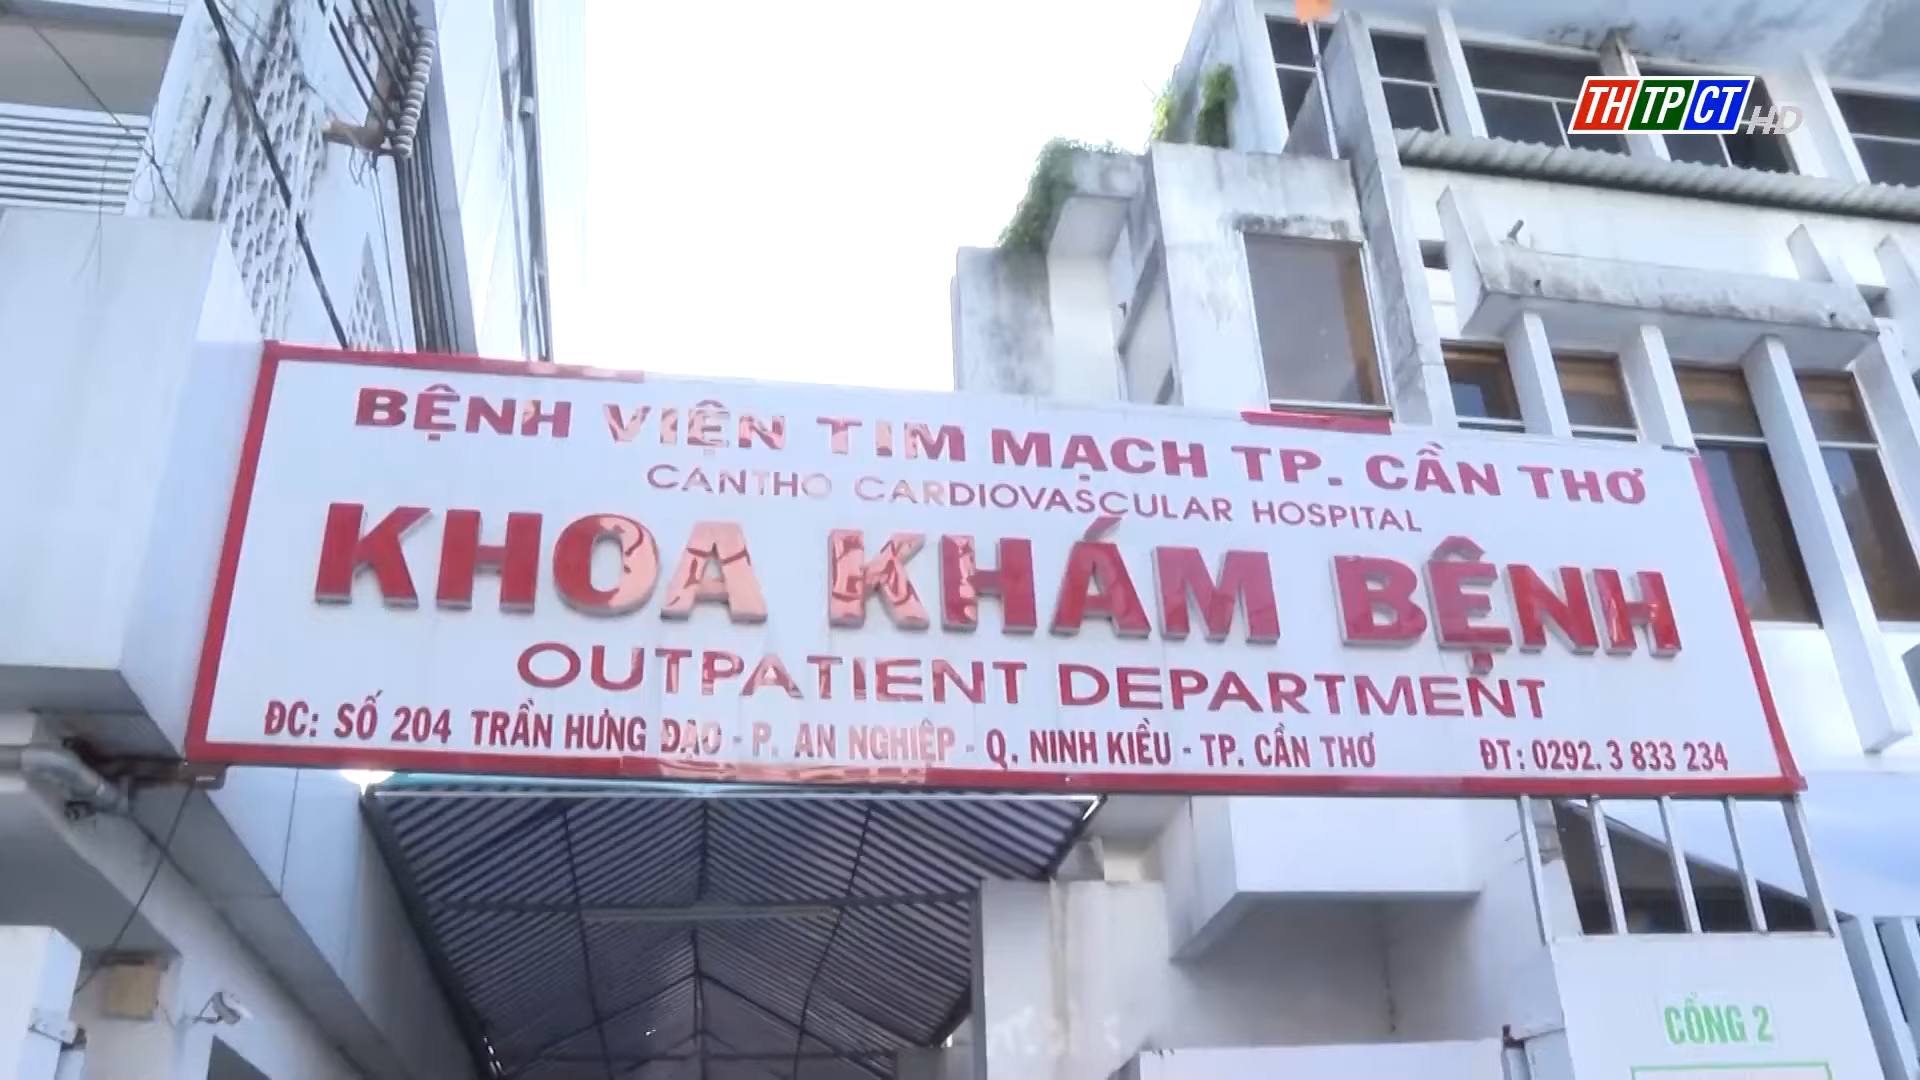 THTPCT HD
BỆNH VIỆN TIM MẠCH TP. CẦN THƠ
CANTHO CARDIOVASCULAR HOSPITAL
KHOA KHÁM BỆNH
OUTPATIENT DEPARTMENT
ĐC: SỐ 204 TRẦN HƯNG ĐẠO - P. AN NGHIỆP - Q. NINH KIỀU - TP. CẦN THƠ ĐT: 0292. 3 833 234
CỔNG 2